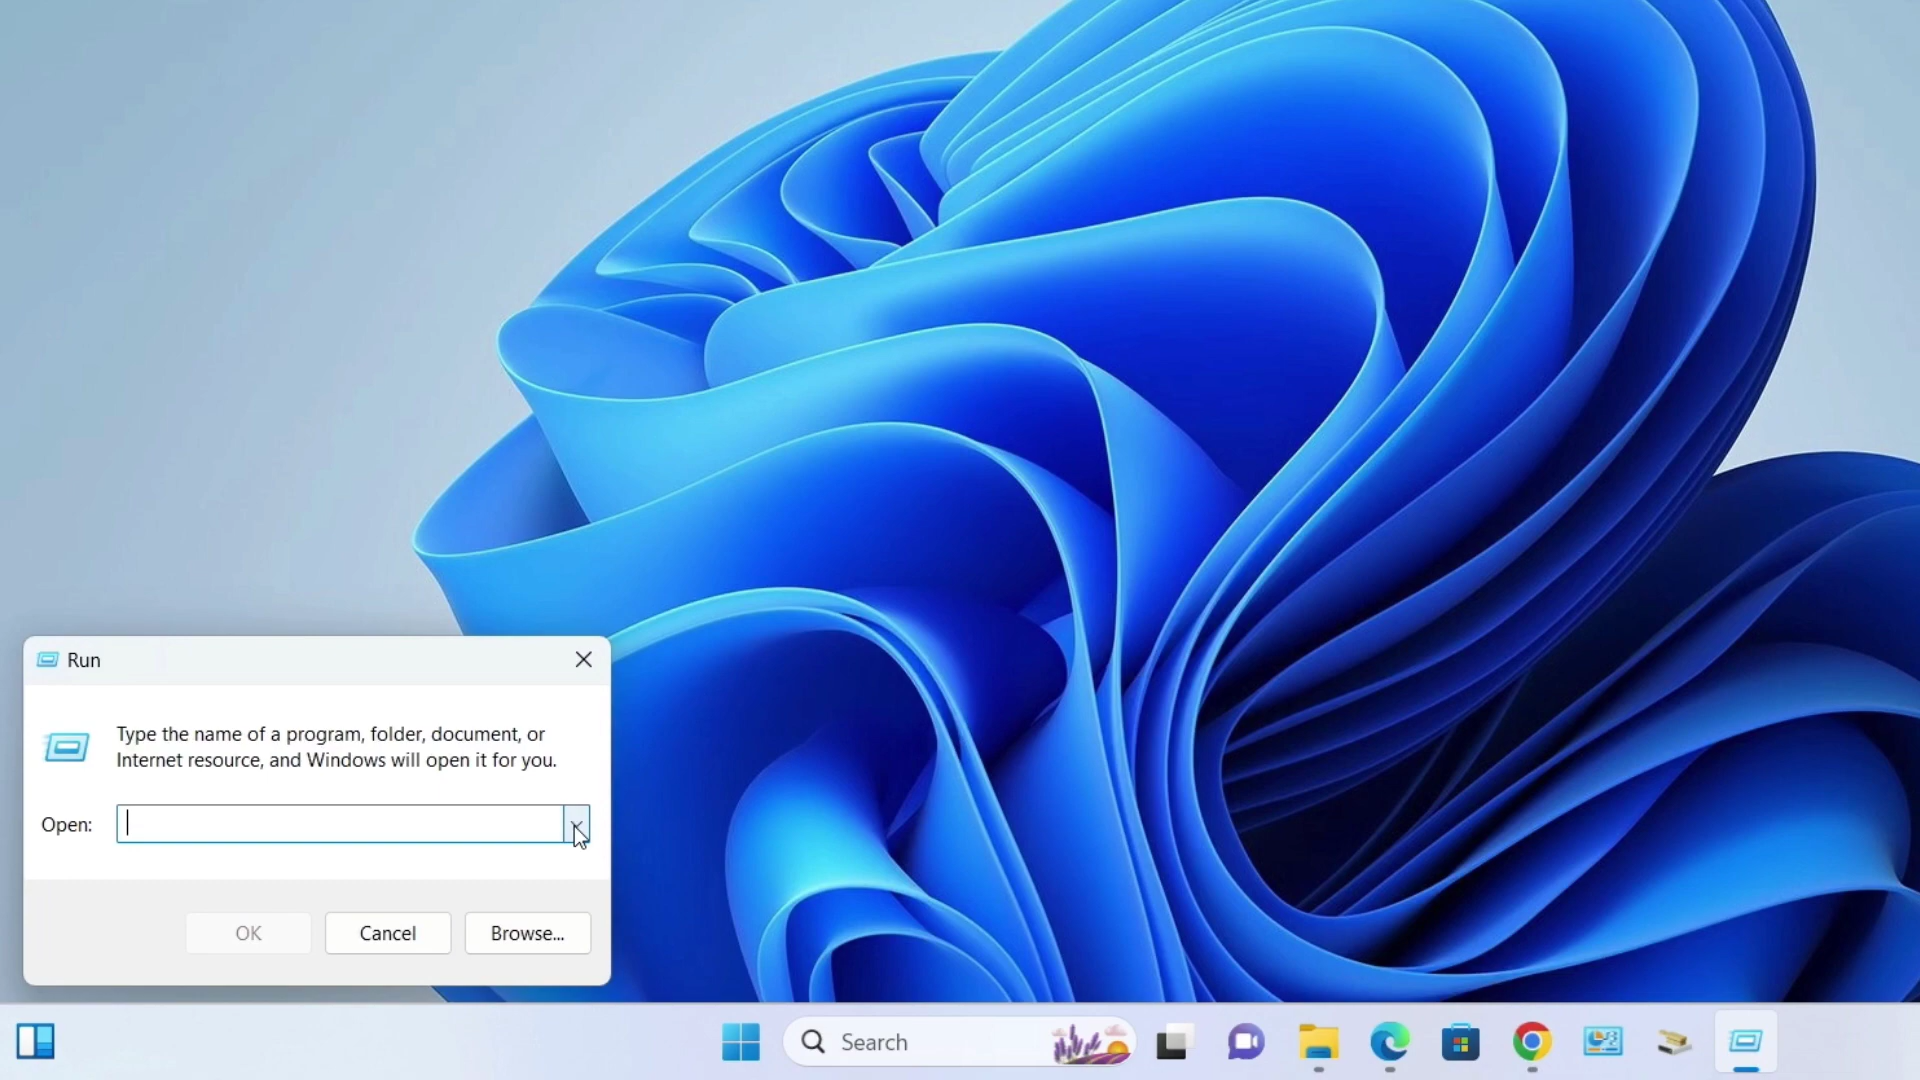 Run
Type the name of a program, folder, document, or
Internet resource, and Windows will open it for you.
Open:
OK
Cancel
Browse...
Search